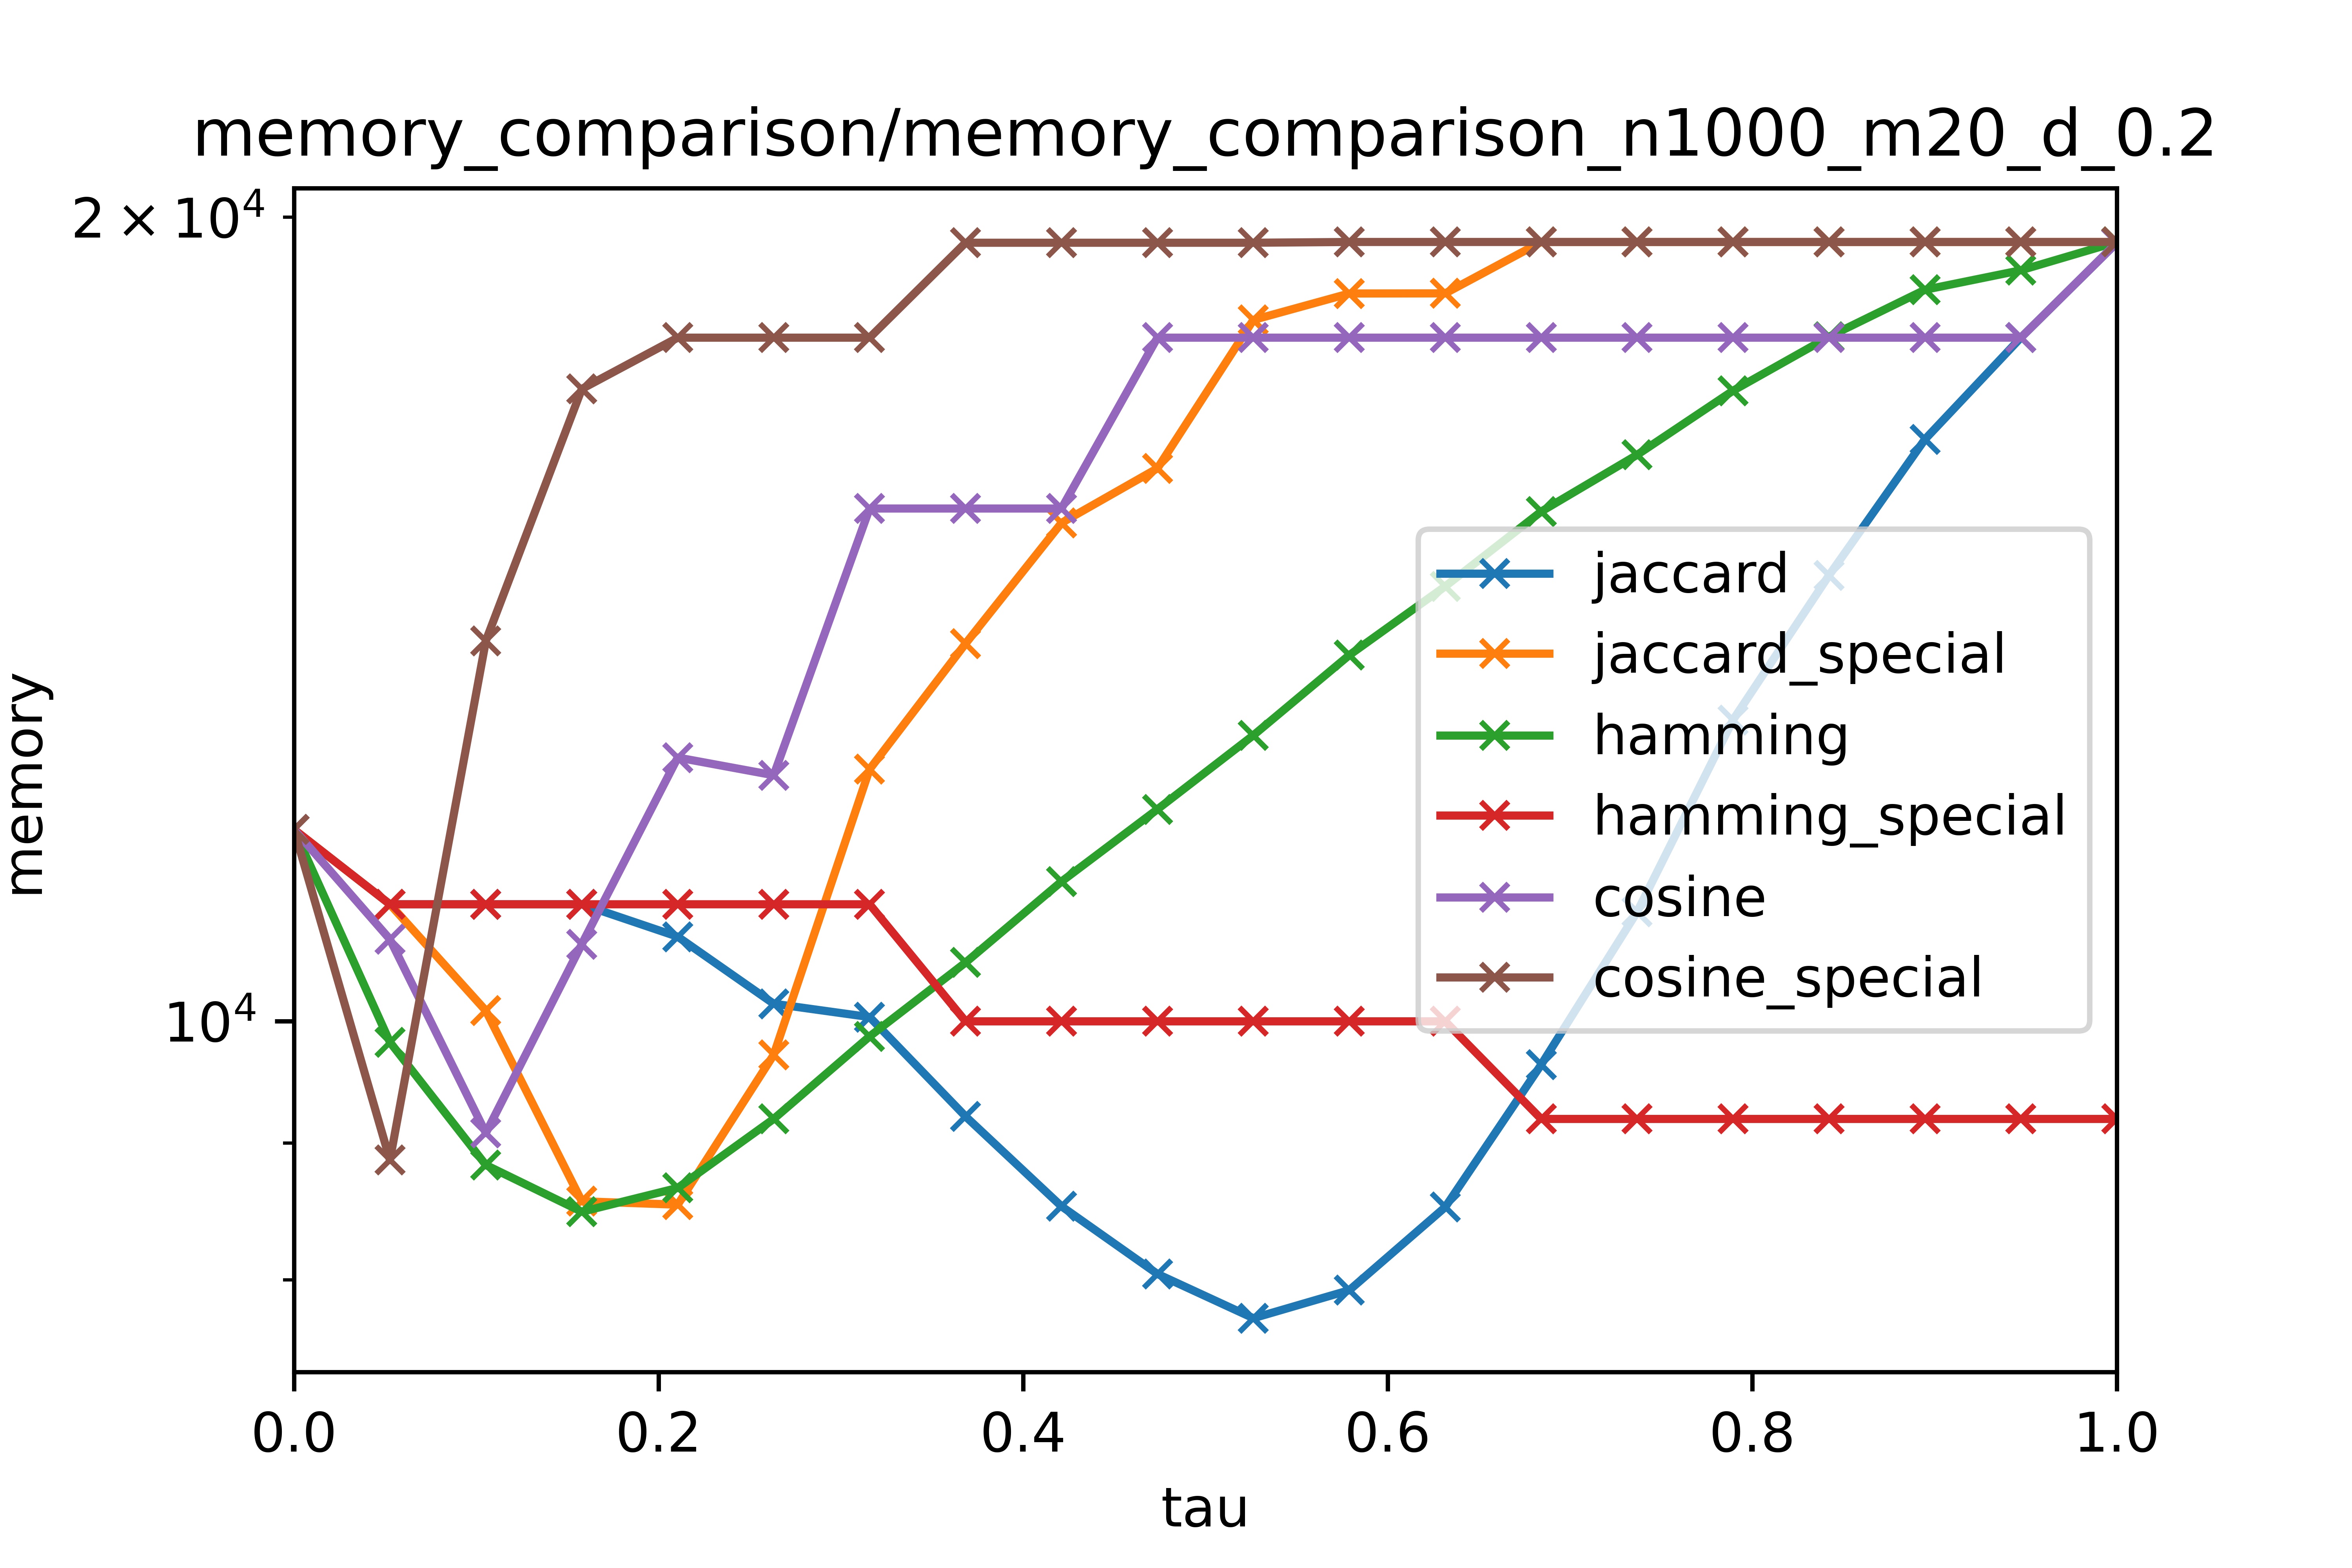 memory_comparison/memory_comparison_n1000_m20_d_0.2
2 × 10⁴
10⁴
memory
jaccard
jaccard_special
hamming
hamming_special
cosine
cosine_special
0.0 0.2 0.4 0.6 0.8 1.0
tau